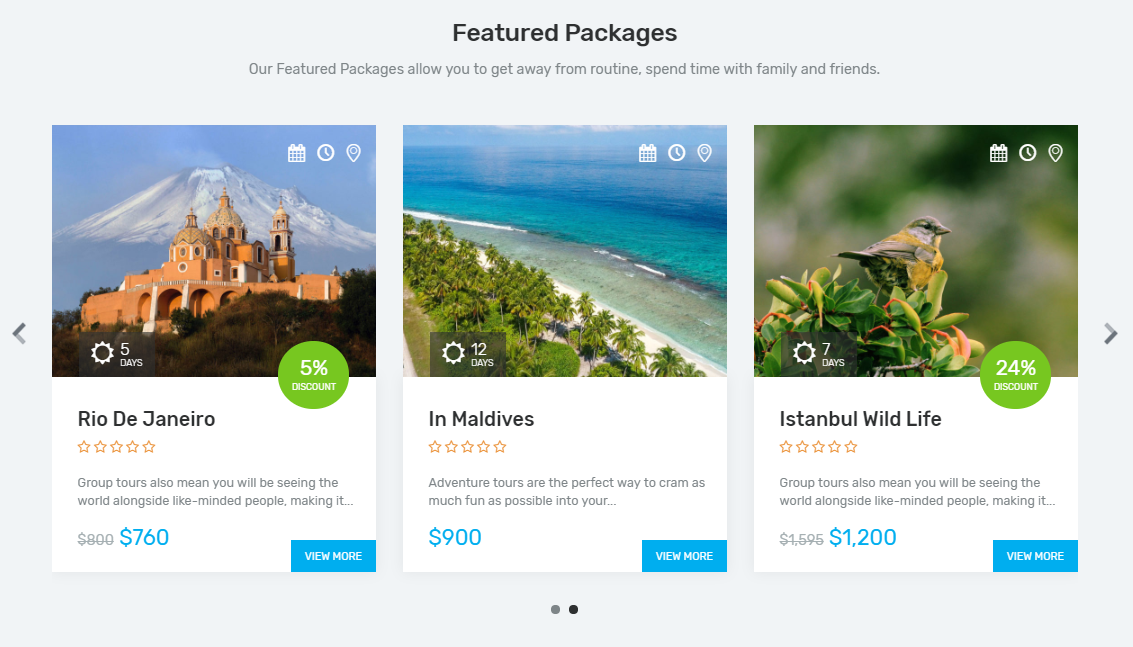 Featured Packages
Our Featured Packages allow you to get away from routine, spend time with family and friends.
5
DAYS
5%
DISCOUNT
Rio De Janeiro
Group tours also mean you will be seeing the
world alongside like-minded people, making it...
$800 $760
VIEW MORE
12
DAYS
In Maldives
Adventure tours are the perfect way to cram as
much fun as possible into your...
$900
VIEW MORE
7
DAYS
24%
DISCOUNT
Istanbul Wild Life
Group tours also mean you will be seeing the
world alongside like-minded people, making it...
$1,595 $1,200
VIEW MORE